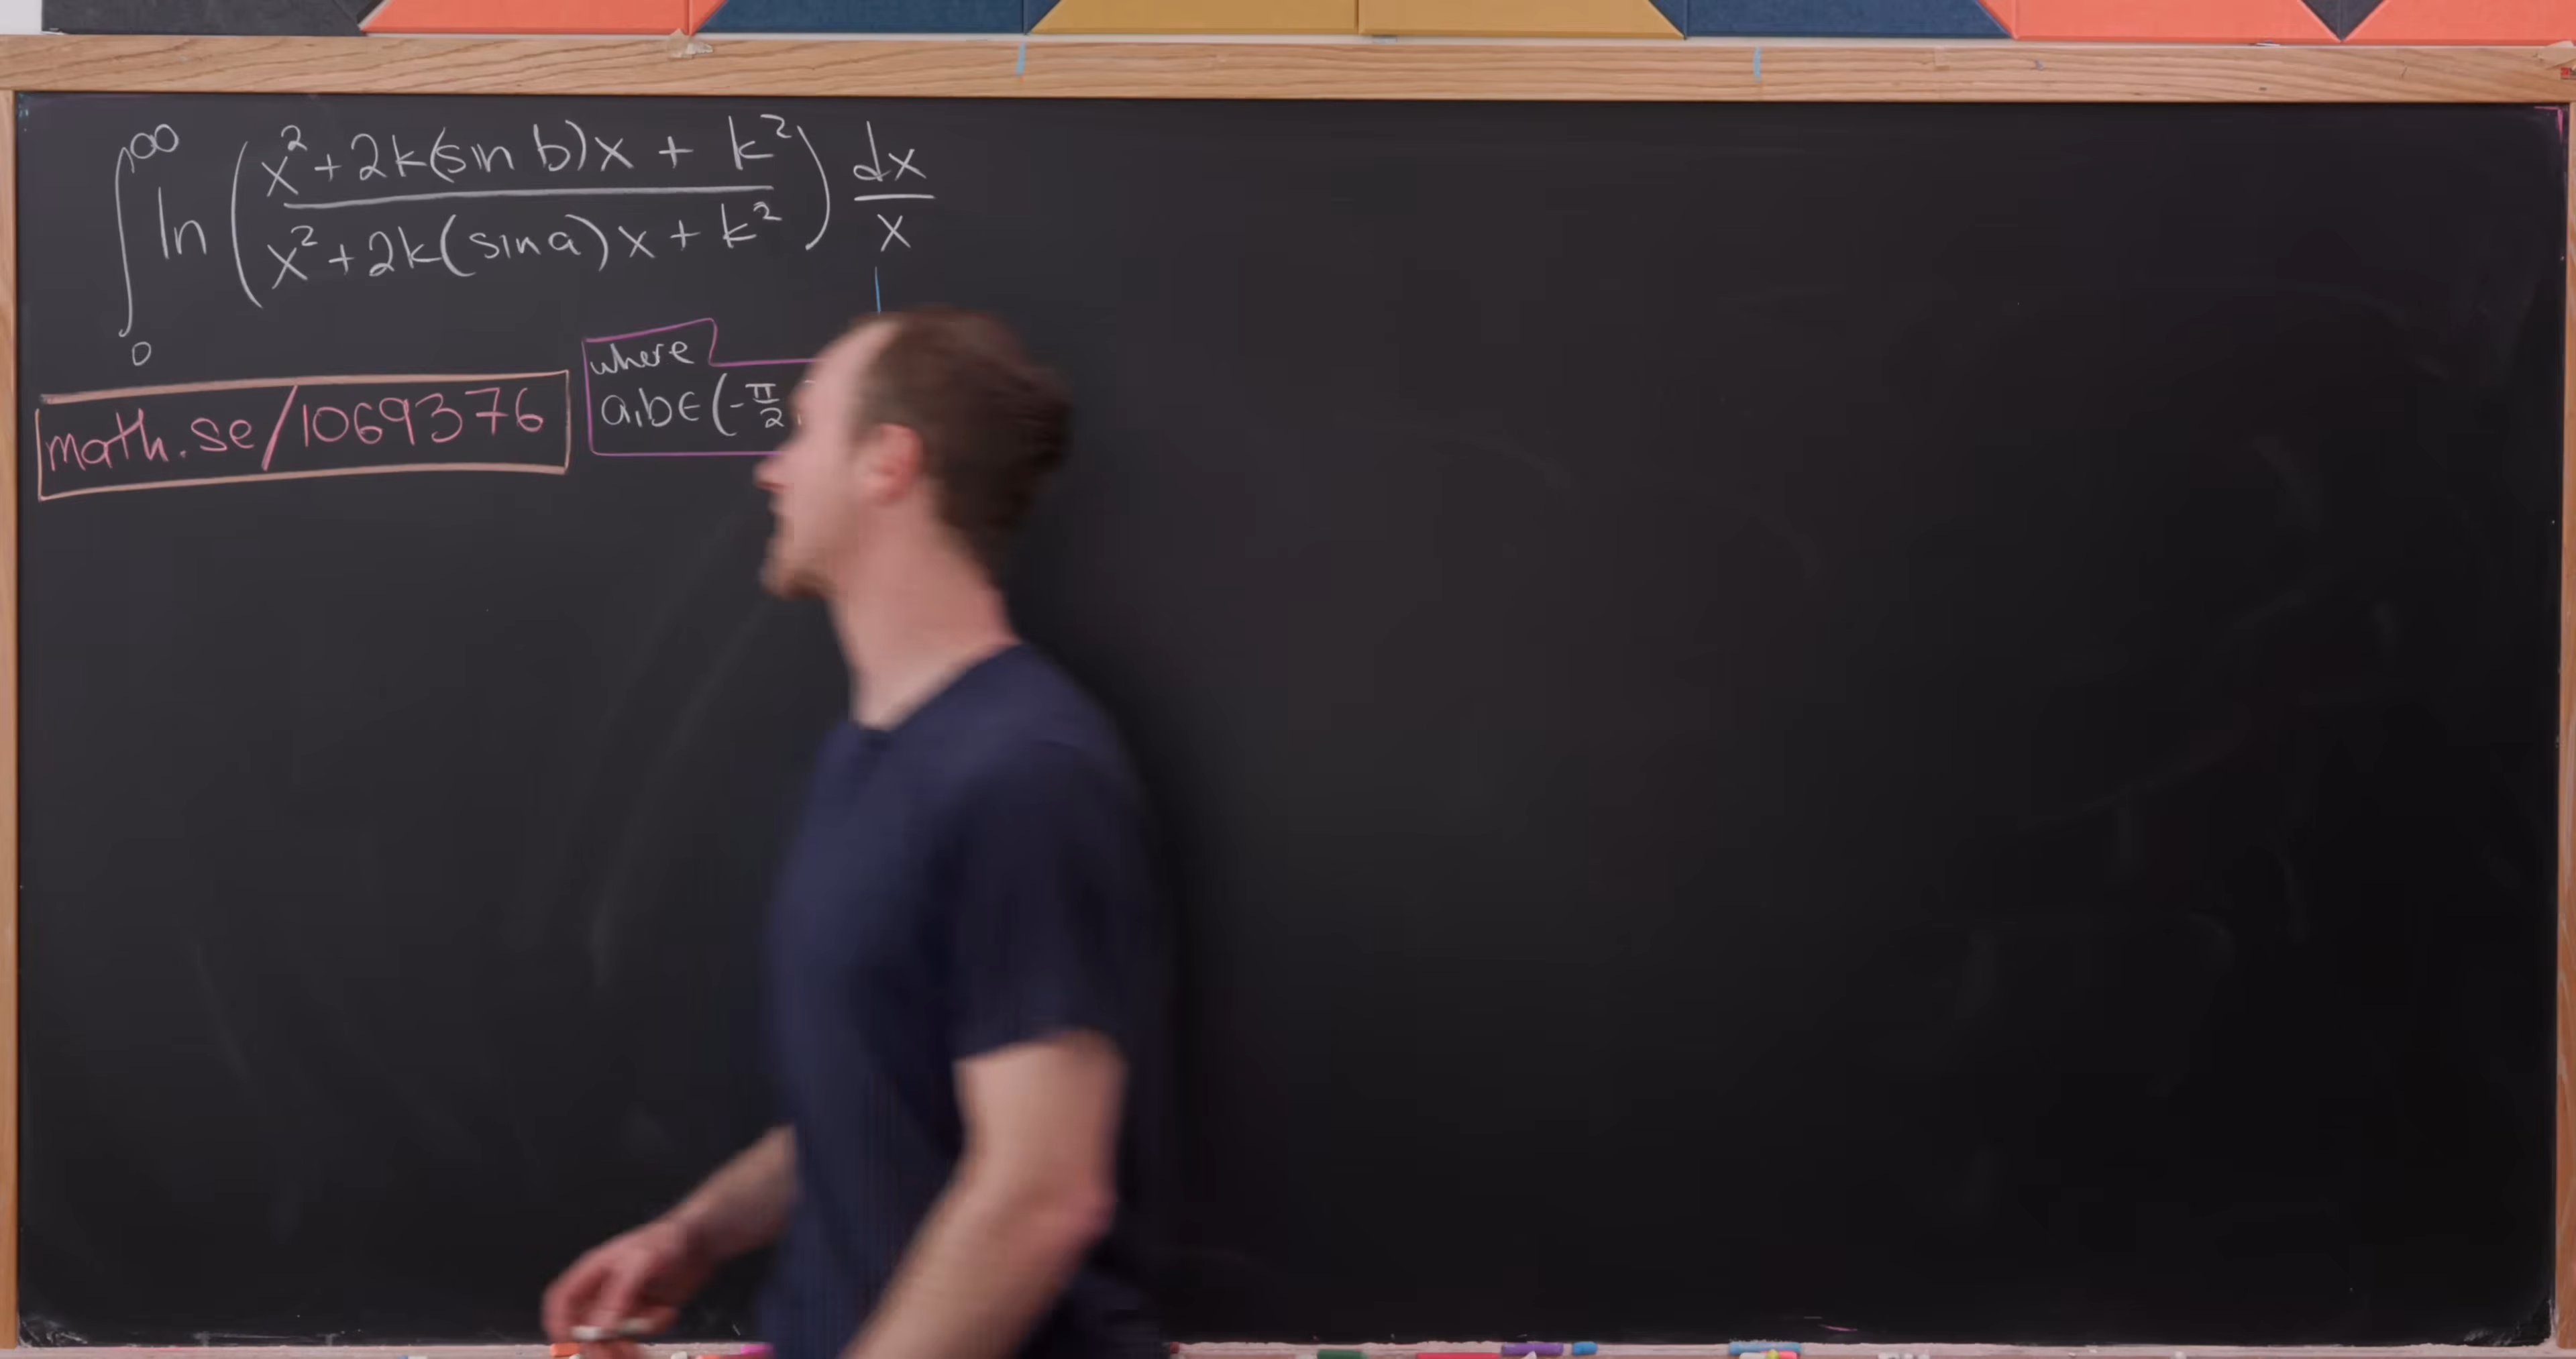 ∫₀^∞ ln ( (x² + 2k(sin b)x + k²) / (x² + 2k(sin a)x + k²) ) dx/x
where
a,b ∈ (-π/2,
math.se/1069376